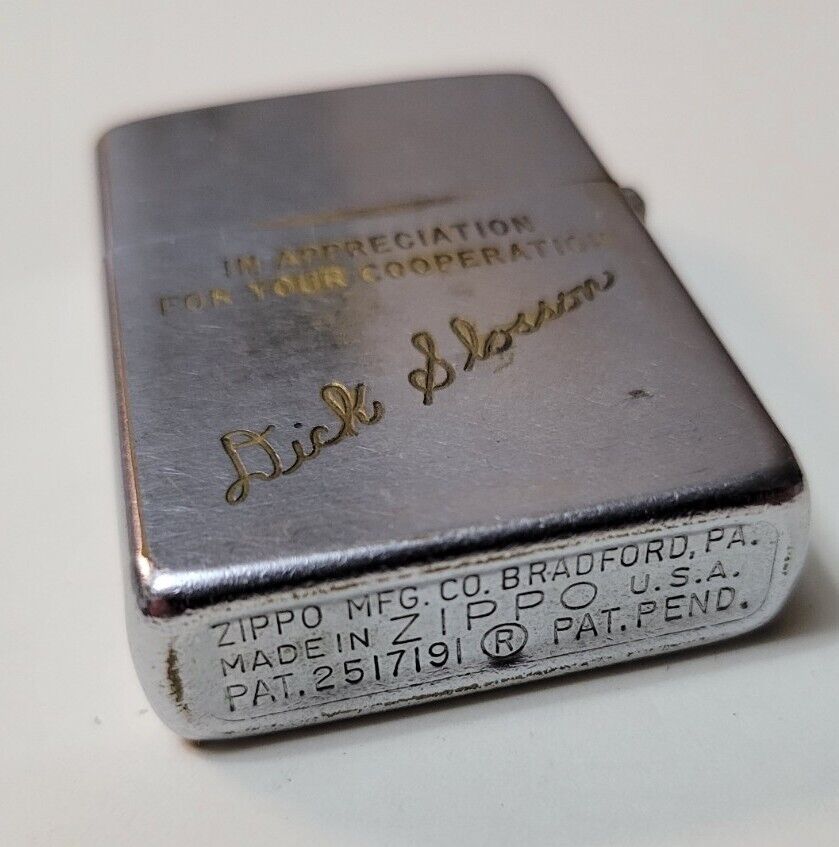 IN APPRECIATION
FOR YOUR COOPERATION
Dick Slosson
ZIPPO MFG. CO. BRADFORD, PA.
MADE IN ZIPPO U.S.A.
PAT. 2517191 ® PAT. PEND.